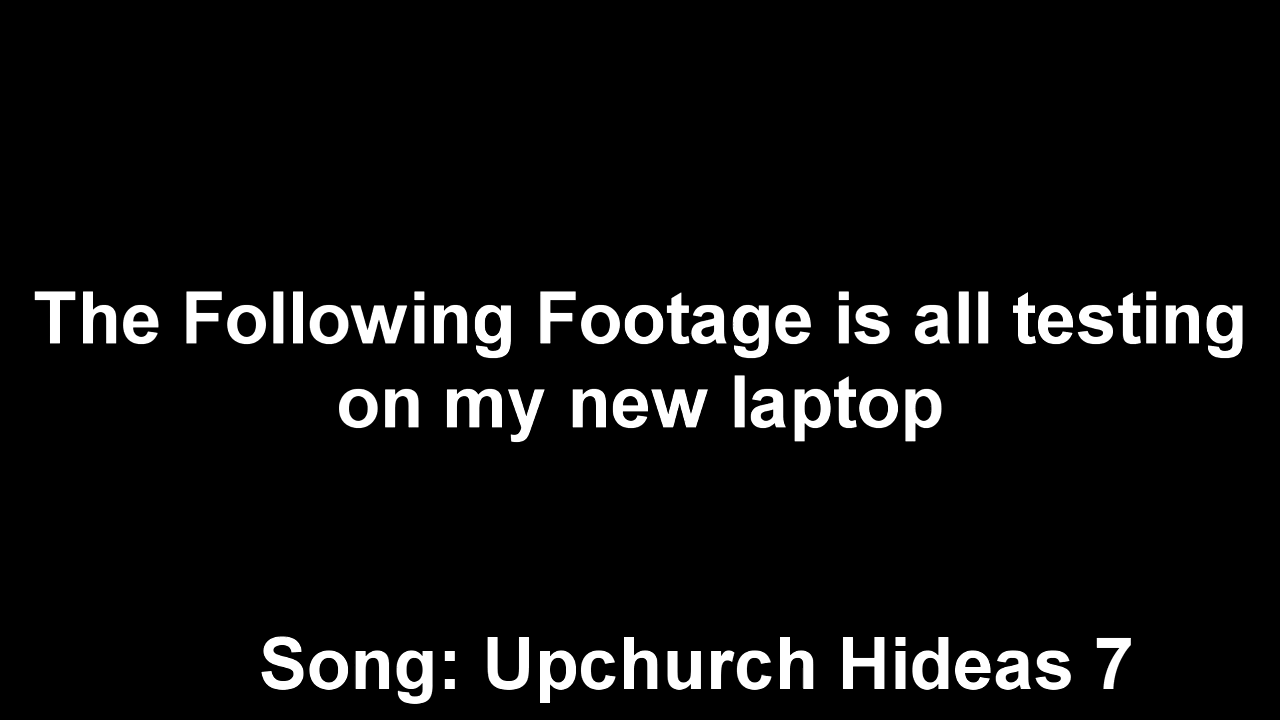 The Following Footage is all testing
on my new laptop
Song: Upchurch Hideas 7